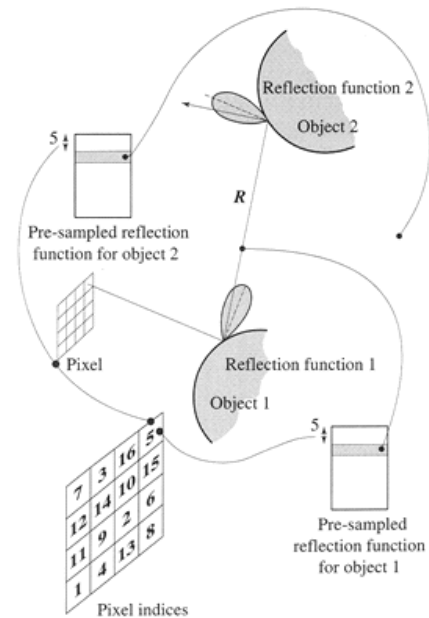 Reflection function 2
Object 2
5
R
Pre-sampled reflection
function for object 2
Pixel
Reflection function 1
Object 1
5
7 3 16 5
12 14 10 15
11 9 2 6
1 4 13 8
Pre-sampled
reflection function
for object 1
Pixel indices